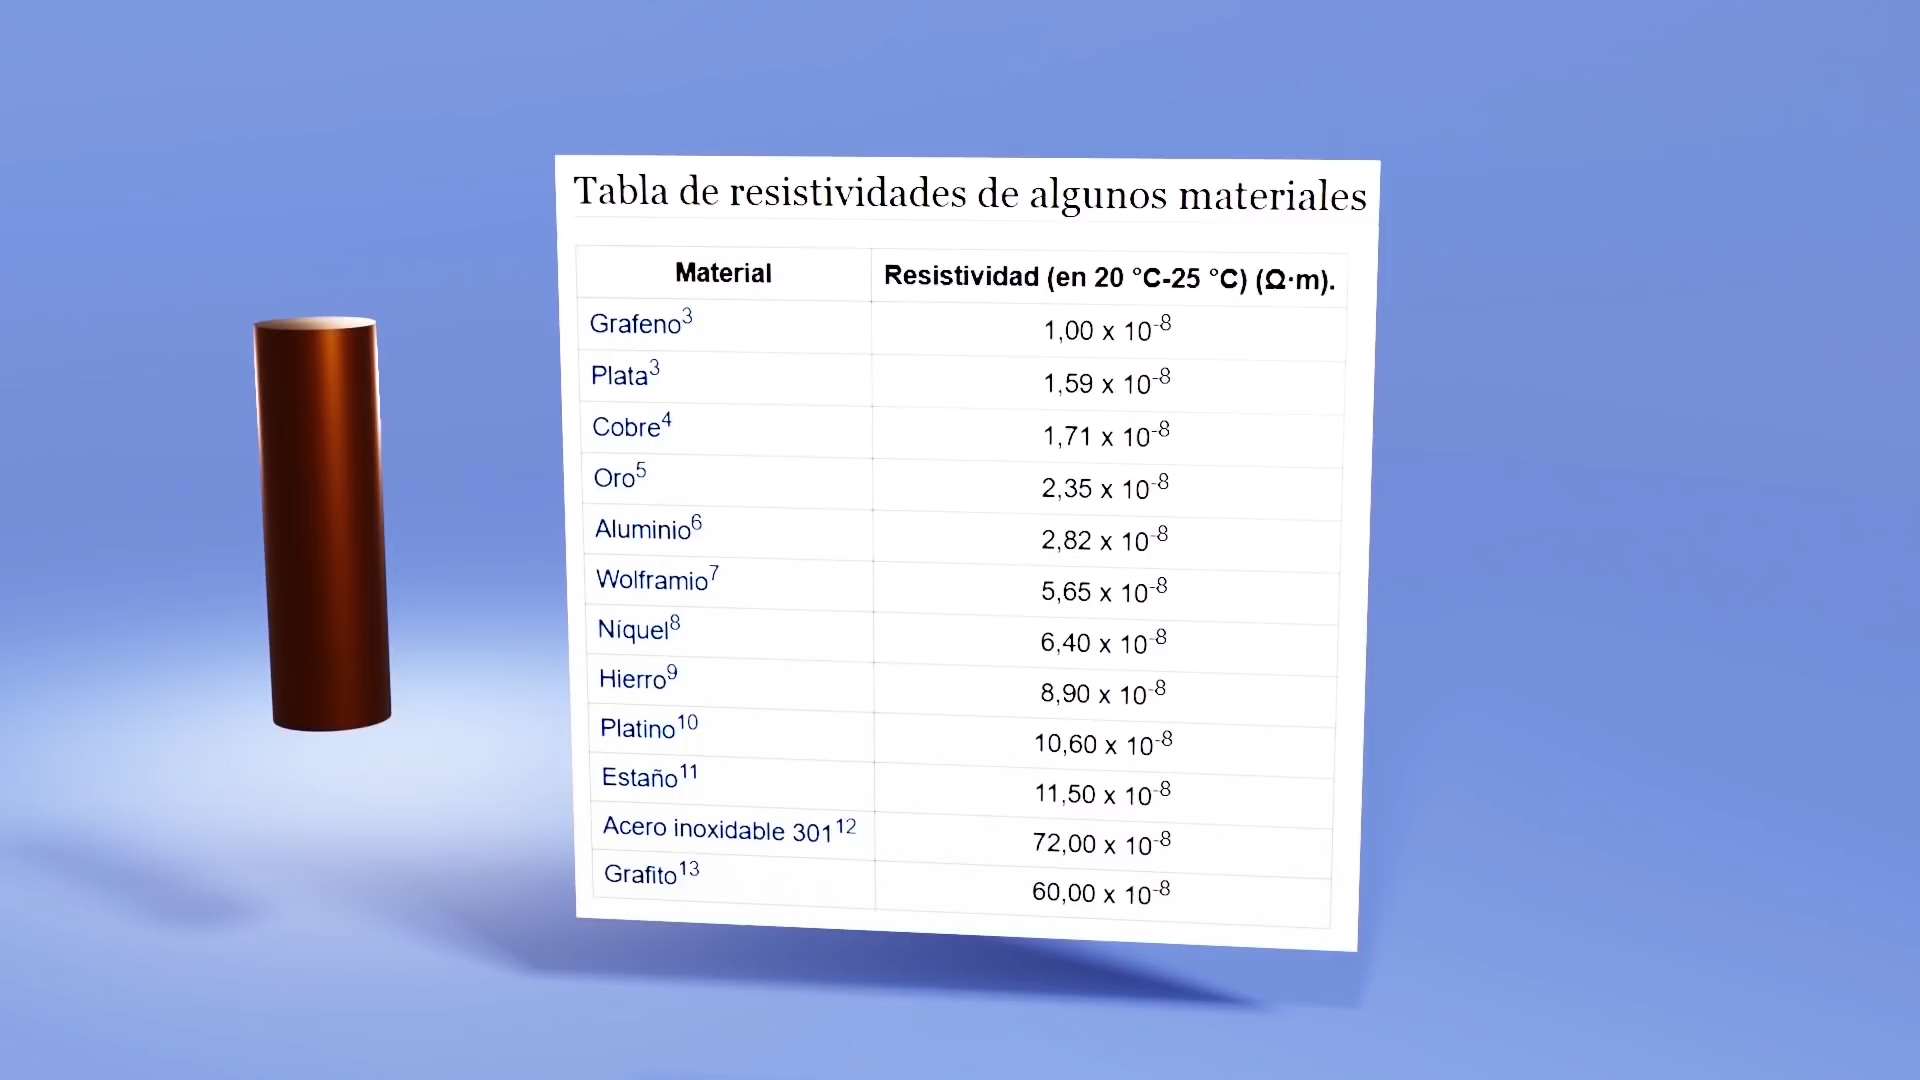 Tabla de resistividades de algunos materiales
Material Resistividad (en 20 °C-25 °C) (Ω·m).
Grafeno³ 1,00 x 10⁻⁸
Plata³ 1,59 x 10⁻⁸
Cobre⁴ 1,71 x 10⁻⁸
Oro⁵ 2,35 x 10⁻⁸
Aluminio⁶ 2,82 x 10⁻⁸
Wolframio⁷ 5,65 x 10⁻⁸
Níquel⁸ 6,40 x 10⁻⁸
Hierro⁹ 8,90 x 10⁻⁸
Platino¹⁰ 10,60 x 10⁻⁸
Estaño¹¹ 11,50 x 10⁻⁸
Acero inoxidable 301¹² 72,00 x 10⁻⁸
Grafito¹³ 60,00 x 10⁻⁸